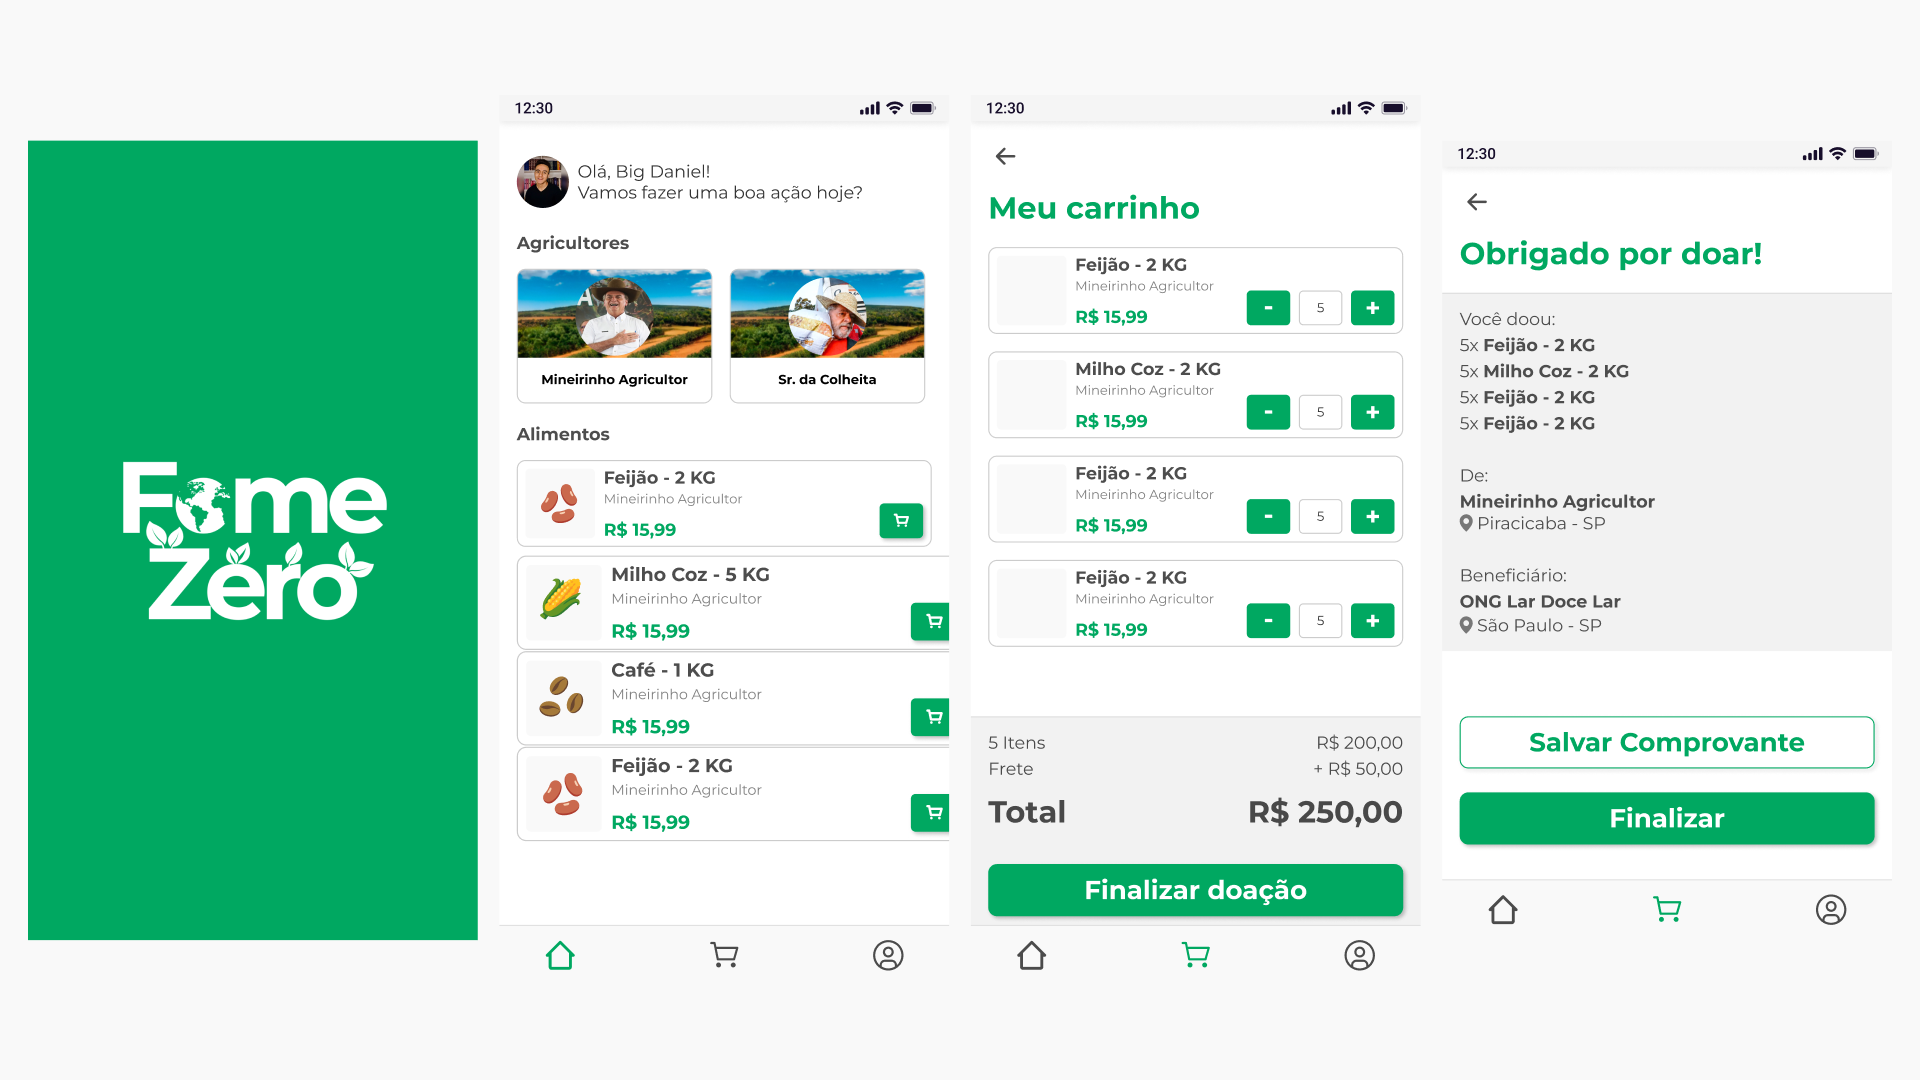 Fome
Zero
12:30
Olá, Big Daniel!
Vamos fazer uma boa ação hoje?
Agricultores
Mineirinho Agricultor
Sr. da Colheita
Alimentos
Feijão - 2 KG
Mineirinho Agricultor
R$ 15,99
Milho Coz - 5 KG
Mineirinho Agricultor
R$ 15,99
Café - 1 KG
Mineirinho Agricultor
R$ 15,99
Feijão - 2 KG
Mineirinho Agricultor
R$ 15,99
12:30
Meu carrinho
Feijão - 2 KG
Mineirinho Agricultor
R$ 15,99
- 5 +
Milho Coz - 2 KG
Mineirinho Agricultor
R$ 15,99
- 5 +
Feijão - 2 KG
Mineirinho Agricultor
R$ 15,99
- 5 +
Feijão - 2 KG
Mineirinho Agricultor
R$ 15,99
- 5 +
5 Itens R$ 200,00
Frete + R$ 50,00
Total R$ 250,00
Finalizar doação
12:30
Obrigado por doar!
Você doou:
5x Feijão - 2 KG
5x Milho Coz - 2 KG
5x Feijão - 2 KG
5x Feijão - 2 KG
De:
Mineirinho Agricultor
Piracicaba - SP
Beneficiário:
ONG Lar Doce Lar
São Paulo - SP
Salvar Comprovante
Finalizar